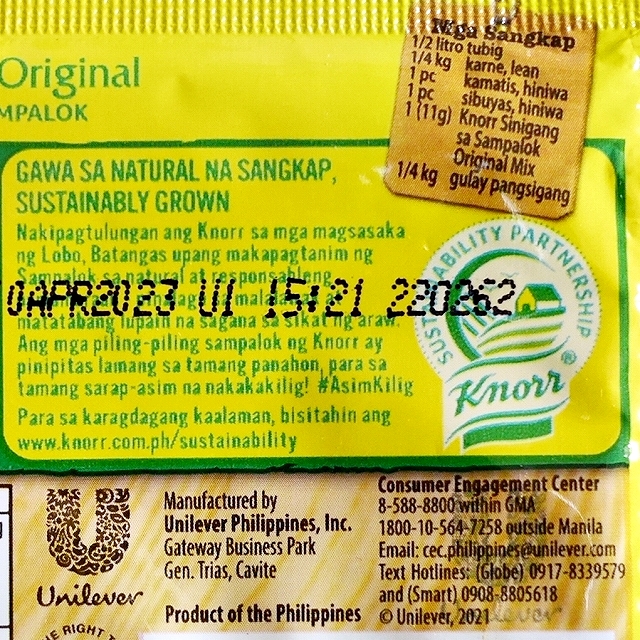 Original
MPALOK
Mga Sangkap
1/2 litro tubig
1/4 kg karne, lean
1 pc kamatis, hiniwa
1 pc sibuyas, hiniwa
1 (11g) Knorr Sinigang
sa Sampalok
Original Mix
1/4 kg gulay pangsigang
GAWA SA NATURAL NA SANGKAP,
SUSTAINABLY GROWN
Nakipagtulungan ang Knorr sa mga magsasaka
ng Lobo, Batangas upang makapagtanim ng
Sampalok sa natural at responsableng
0APR2023 U1 15:21 220262
matatabang lupain na sagana sa sikat ng araw.
Ang mga piling-piling sampalok ng Knorr ay
pinipitas lamang sa tamang panahon, para sa
tamang sarap-asim na nakakakilig! #AsimKilig
Para sa karagdagang kaalaman, bisitahin ang
www.knorr.com.ph/sustainability
PARTNERSHIP
Knorr®
Unilever
Manufactured by
Unilever Philippines, Inc.
Gateway Business Park
Gen. Trias, Cavite
Product of the Philippines
Consumer Engagement Center
8-588-8800 within GMA
1800-10-564-7258 outside Manila
Email: cec.philippines@unilever.com
Text Hotlines: (Globe) 0917-8339579
and (Smart) 0908-8805618
© Unilever, 2021
RIGHT